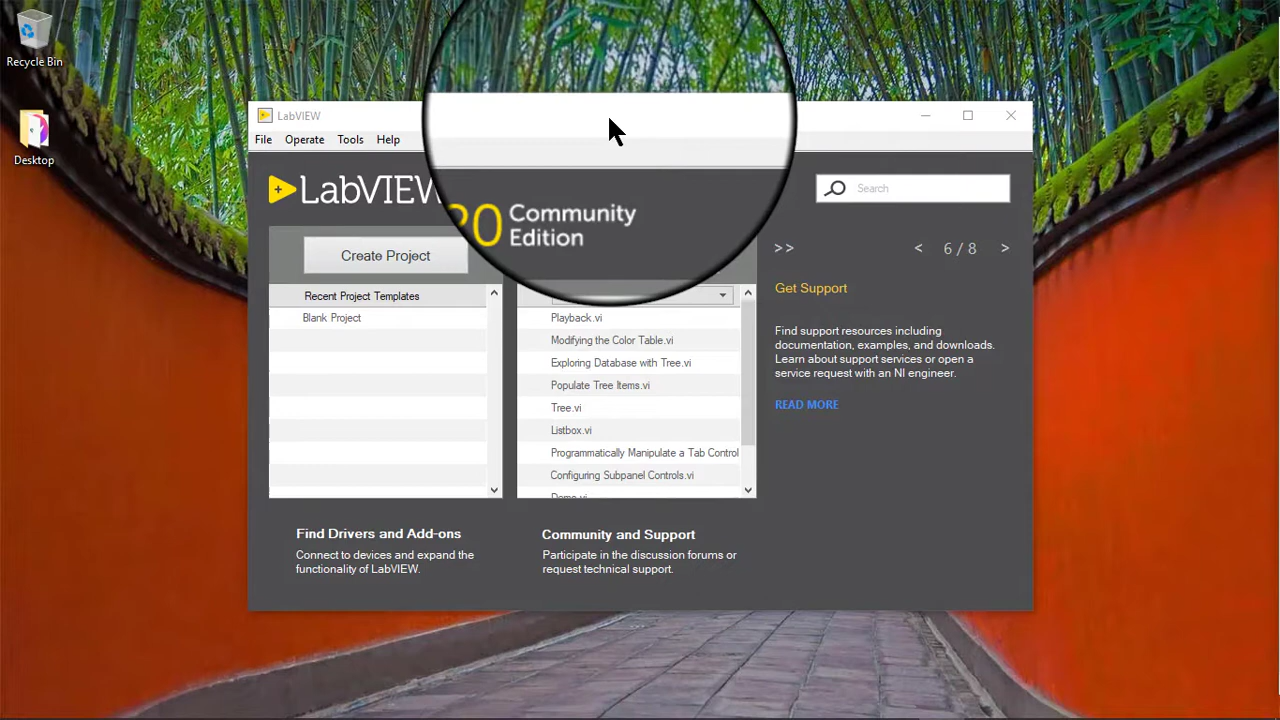 Recycle Bin
Desktop
LabVIEW
File Operate Tools Help
LabVIEW
20 Community
Edition
Search
Create Project
>>
< 6 / 8 >
Recent Project Templates
Blank Project
Playback.vi
Modifying the Color Table.vi
Exploring Database with Tree.vi
Populate Tree Items.vi
Tree.vi
Listbox.vi
Programmatically Manipulate a Tab Control
Configuring Subpanel Controls.vi
Demo.vi
Get Support
Find support resources including
documentation, examples, and downloads.
Learn about support services or open a
service request with an NI engineer.
READ MORE
Find Drivers and Add-ons
Connect to devices and expand the
functionality of LabVIEW.
Community and Support
Participate in the discussion forums or
request technical support.